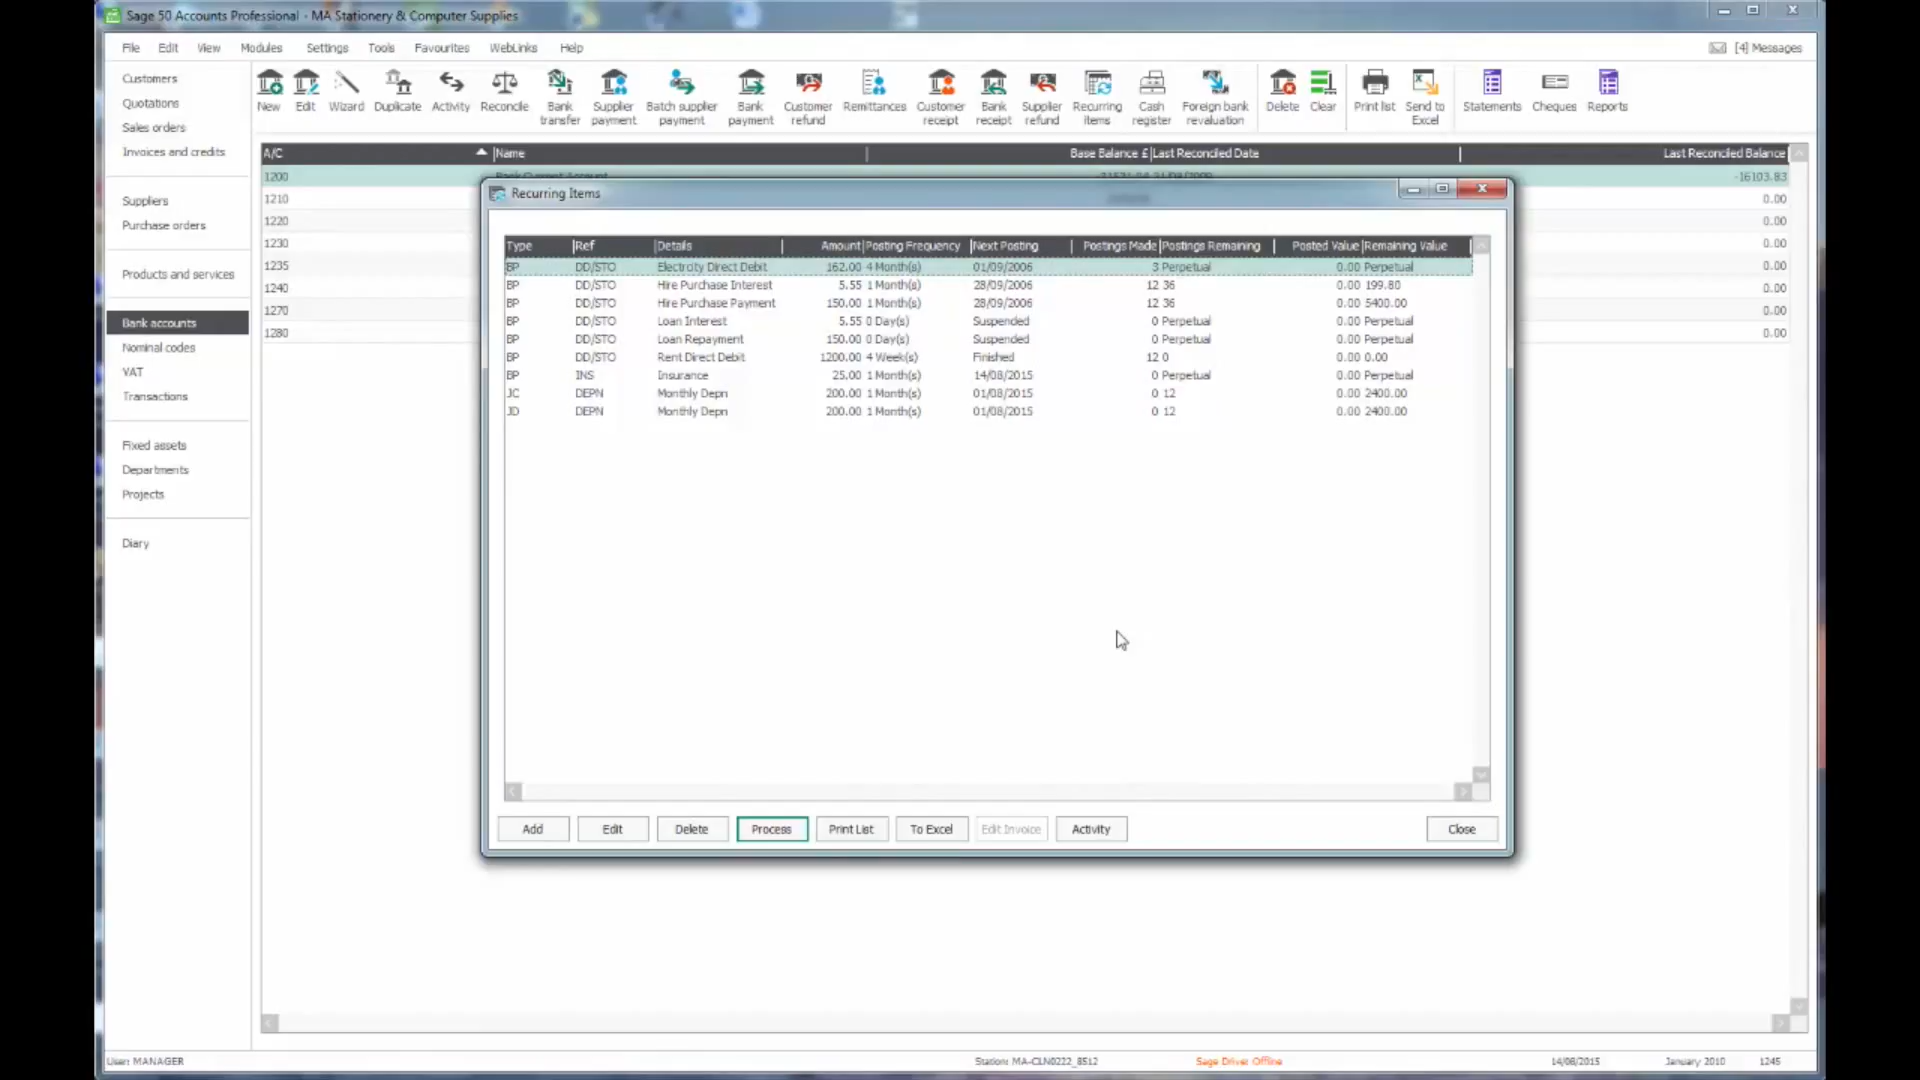 Sage 50 Accounts Professional - MA Stationery & Computer Supplies
File Edit View Modules Settings Tools Favourites WebLinks Help
[4] Messages
Customers
Quotations
Sales orders
Invoices and credits
Suppliers
Purchase orders
Products and services
Bank accounts
Nominal codes
VAT
Transactions
Fixed assets
Departments
Projects
Diary
New Edit Wizard Duplicate Activity Reconcile Bank transfer Supplier payment Batch supplier payment Bank payment Customer refund Remittances Customer receipt Bank receipt Supplier refund Recurring items Cash register Foreign bank revaluation Delete Clear Print list Send to Excel Statements Cheques Reports
A/C Name Base Balance £ Last Reconciled Date Last Reconciled Balance
1200 Bank Current Account -16103.83
1210 0.00
1220 0.00
1230 0.00
1235 0.00
1240 0.00
1270 0.00
1280 0.00
Recurring Items
Type Ref Details Amount Posting Frequency Next Posting Postings Made Postings Remaining Posted Value Remaining Value
BP DD/STO Electricity Direct Debit 162.00 4 Month(s) 01/09/2006 3 Perpetual 0.00 Perpetual
BP DD/STO Hire Purchase Interest 5.55 1 Month(s) 28/09/2006 12 36 0.00 199.80
BP DD/STO Hire Purchase Payment 150.00 1 Month(s) 28/09/2006 12 36 0.00 5400.00
BP DD/STO Loan Interest 5.55 0 Day(s) Suspended 0 Perpetual 0.00 Perpetual
BP DD/STO Loan Repayment 150.00 0 Day(s) Suspended 0 Perpetual 0.00 Perpetual
BP DD/STO Rent Direct Debit 1200.00 4 Week(s) Finished 12 0 0.00 0.00
BP INS Insurance 25.00 1 Month(s) 14/08/2015 0 Perpetual 0.00 Perpetual
JC DEPN Monthly Depn 200.00 1 Month(s) 01/08/2015 0 12 0.00 2400.00
JD DEPN Monthly Depn 200.00 1 Month(s) 01/08/2015 0 12 0.00 2400.00
Add Edit Delete Process Print List To Excel Edit Invoice Activity Close
User: MANAGER Station: MA-CLN0222_8512 Sage Drive: Offline 14/08/2015 January 2010 1245